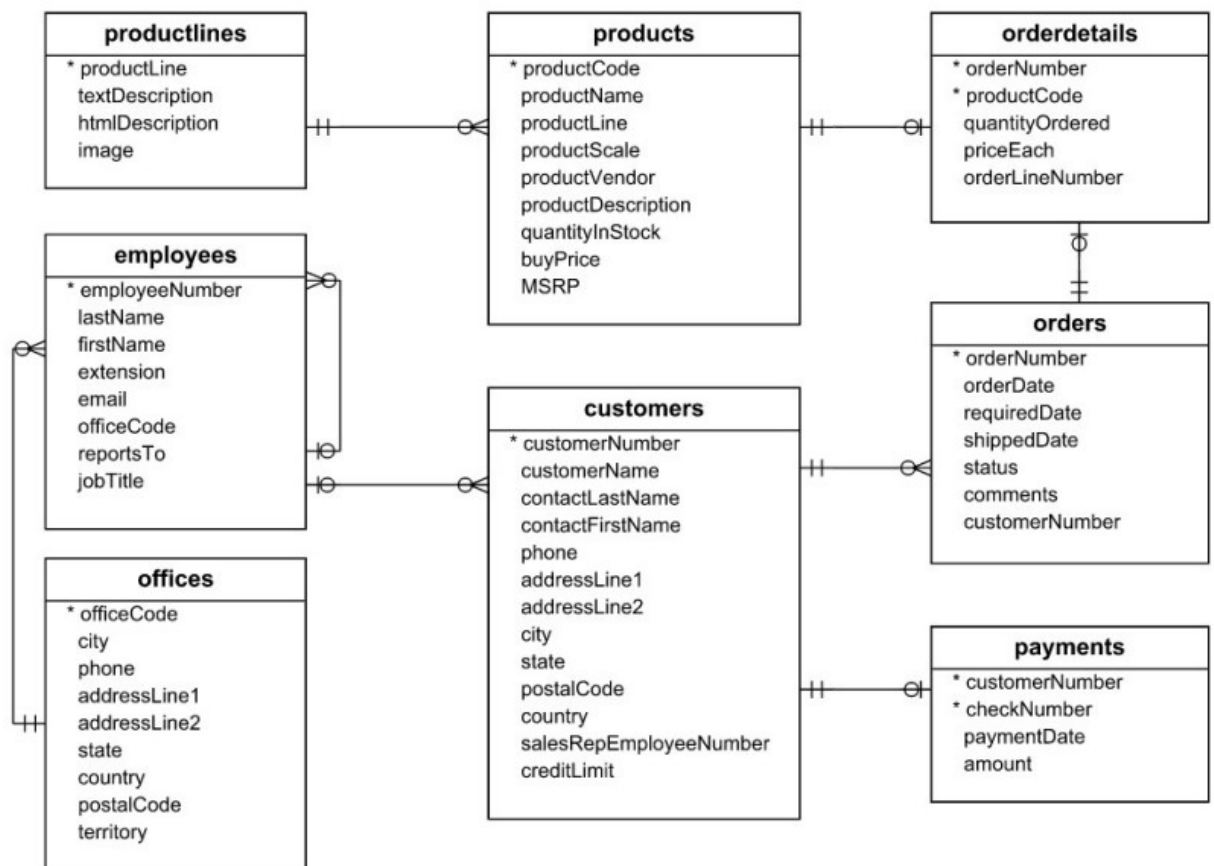 productlines
* productLine
textDescription
htmlDescription
image
products
* productCode
productName
productLine
productScale
productVendor
productDescription
quantityInStock
buyPrice
MSRP
orderdetails
* orderNumber
* productCode
quantityOrdered
priceEach
orderLineNumber
employees
* employeeNumber
lastName
firstName
extension
email
officeCode
reportsTo
jobTitle
customers
* customerNumber
customerName
contactLastName
contactFirstName
phone
addressLine1
addressLine2
city
state
postalCode
country
salesRepEmployeeNumber
creditLimit
orders
* orderNumber
orderDate
requiredDate
shippedDate
status
comments
customerNumber
offices
* officeCode
city
phone
addressLine1
addressLine2
state
country
postalCode
territory
payments
* customerNumber
* checkNumber
paymentDate
amount